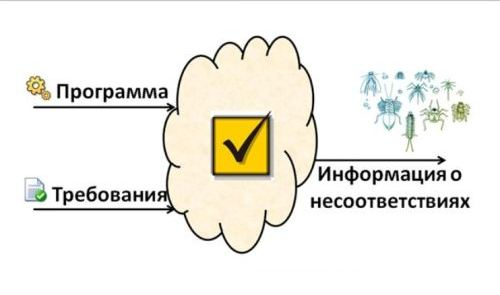 Программа
Требования
Информация о
несоответствиях